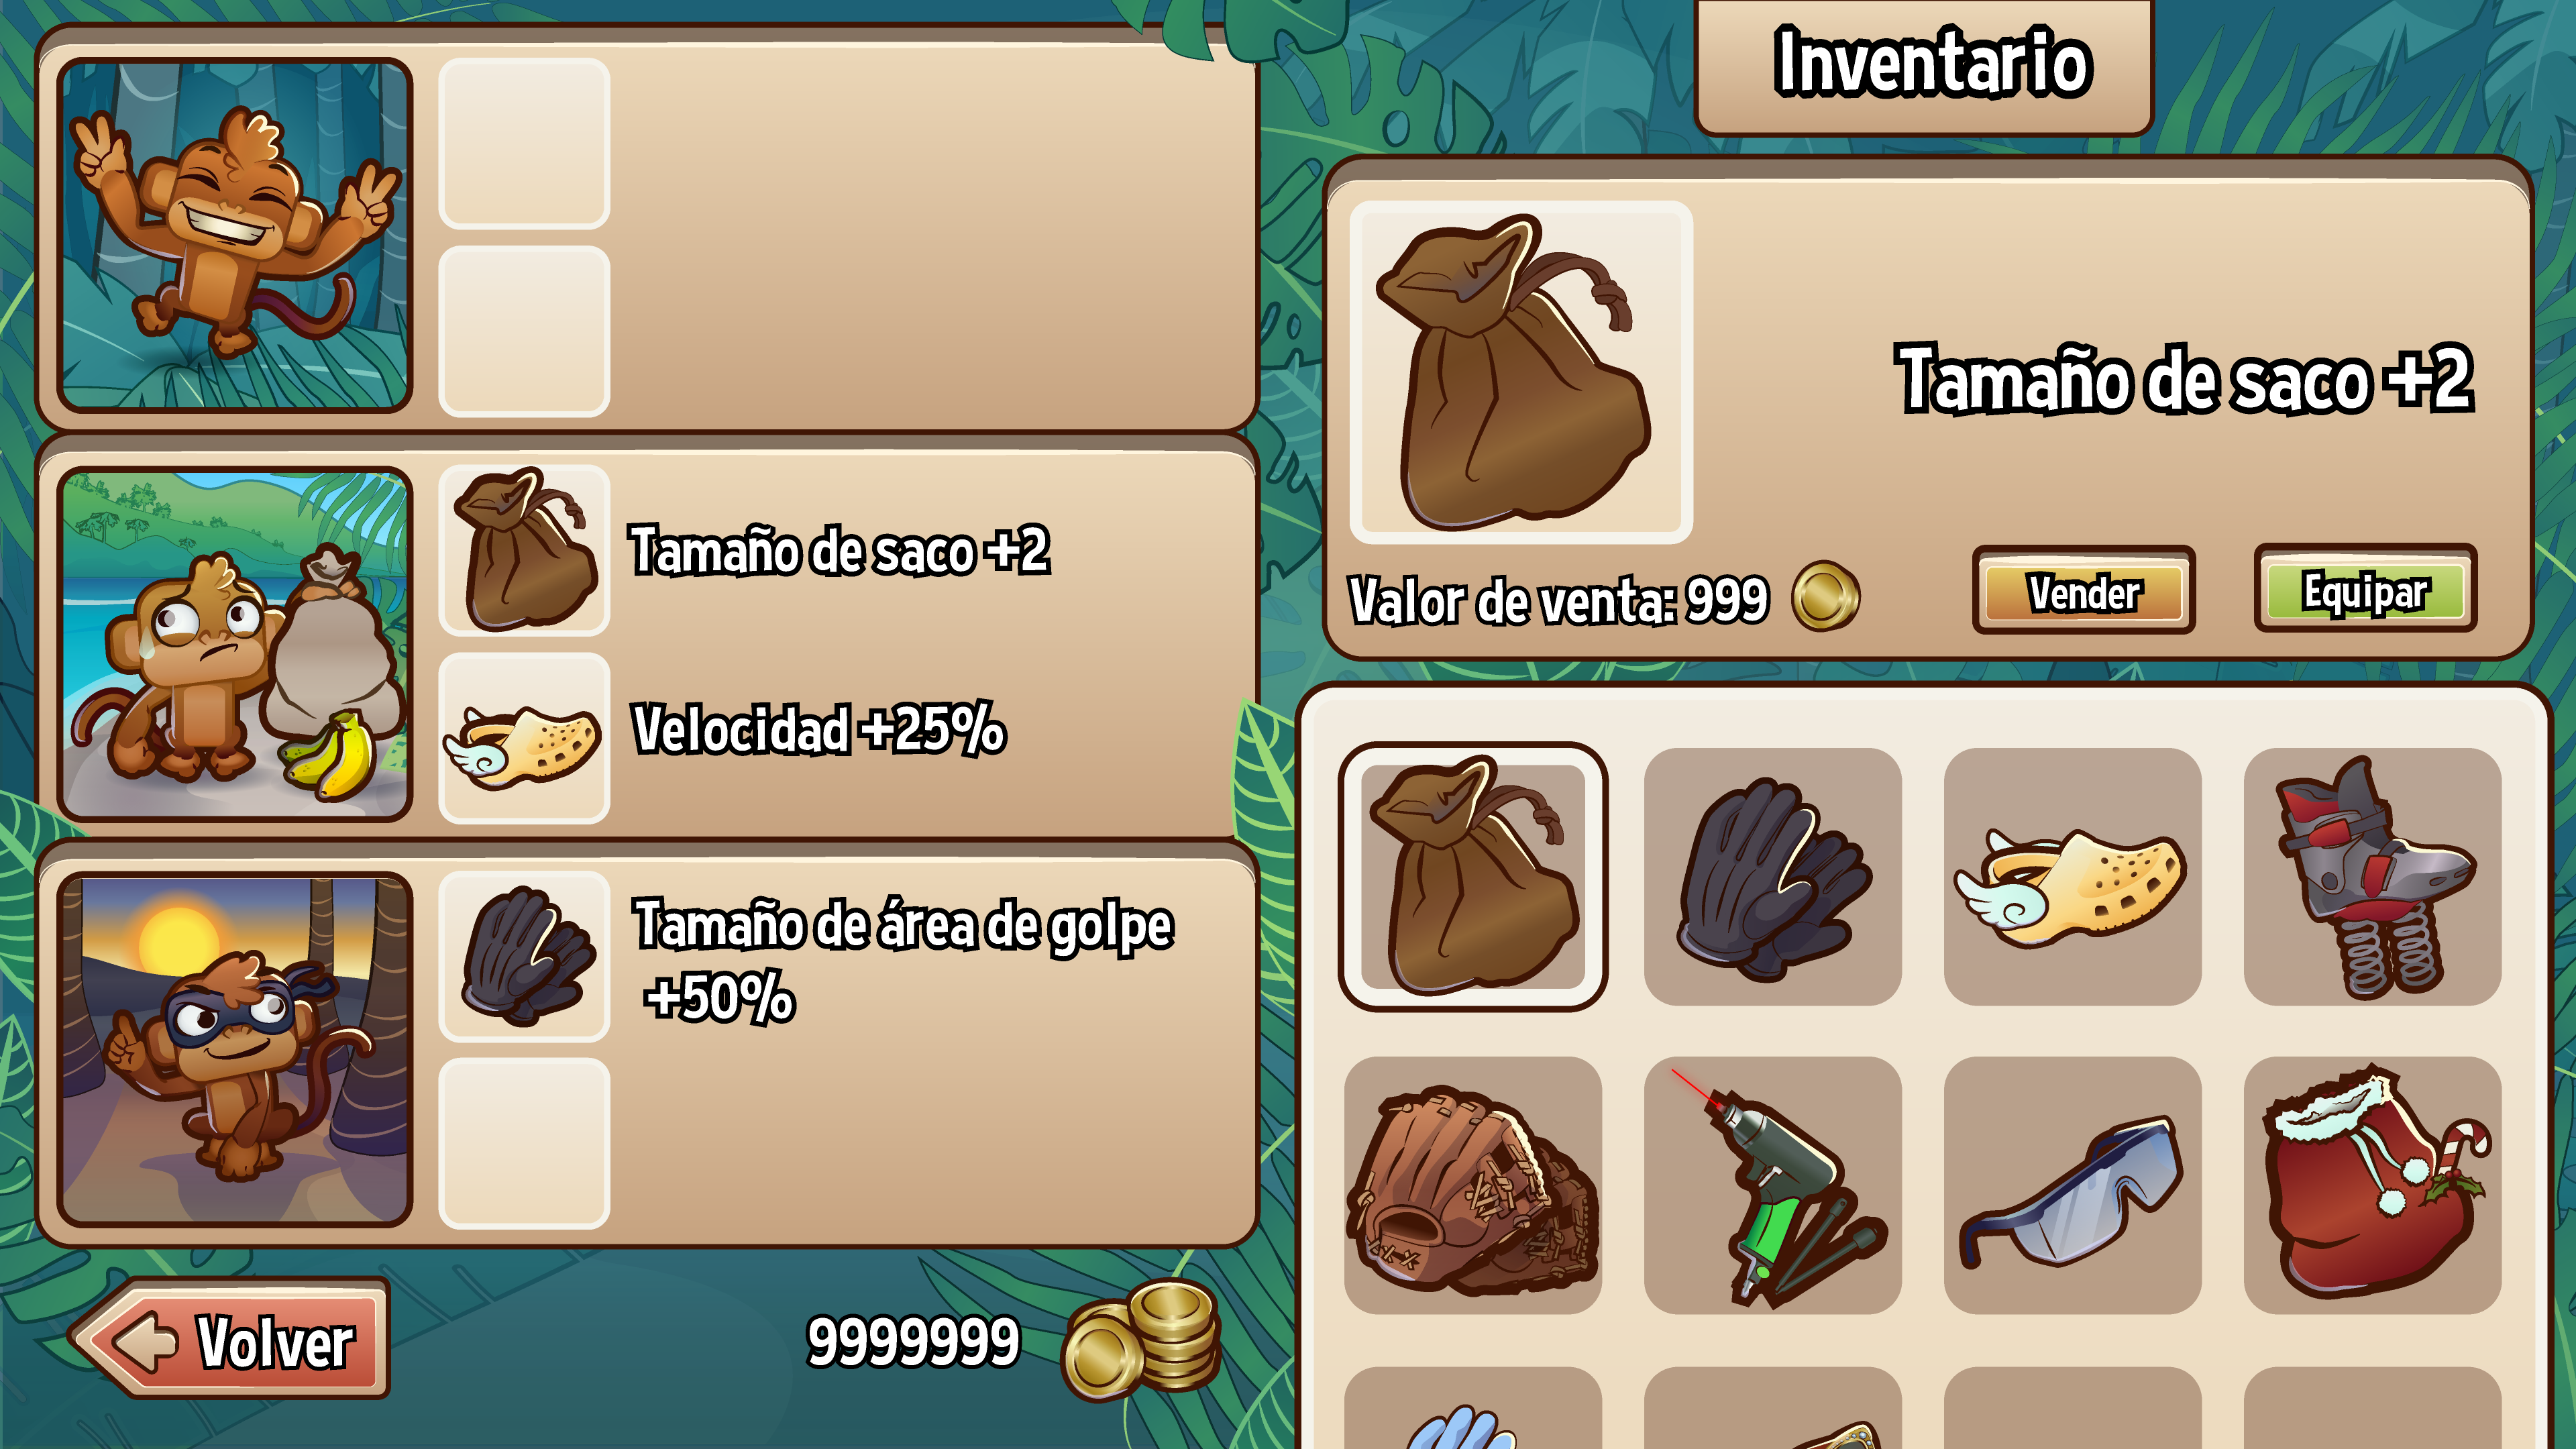 Inventario
Tamaño de saco +2
Velocidad +25%
Tamaño de área de golpe
+50%
Tamaño de saco +2
Valor de venta: 999
Vender
Equipar
Volver
9999999